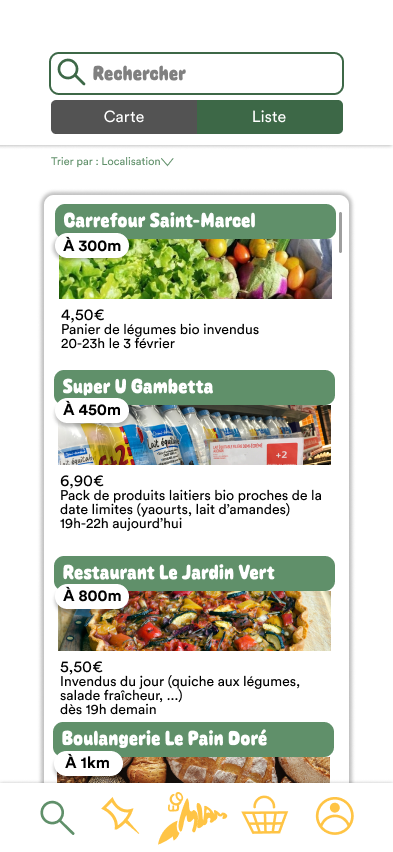 Rechercher
Carte
Liste
Trier par : Localisation
Carrefour Saint-Marcel
À 300m
4,50€
Panier de légumes bio invendus
20-23h le 3 février
Super U Gambetta
À 450m
+2
6,90€
Pack de produits laitiers bio proches de la
date limites (yaourts, lait d’amandes)
19h-22h aujourd’hui
Restaurant Le Jardin Vert
À 800m
5,50€
Invendus du jour (quiche aux légumes,
salade fraîcheur, ...)
dès 19h demain
Boulangerie Le Pain Doré
À 1km
MIAM